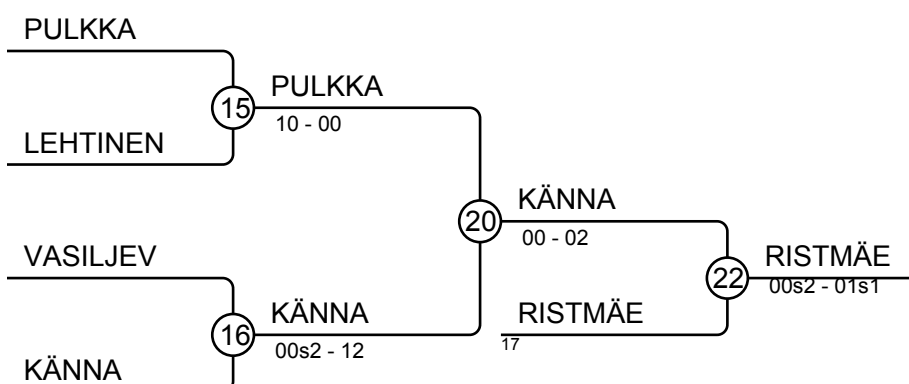 PULKKA
15
PULKKA
10 - 00
LEHTINEN
20
KÄNNA
00 - 02
VASILJEV
22
RISTMÄE
00s2 - 01s1
16
KÄNNA
00s2 - 12
RISTMÄE
17
KÄNNA